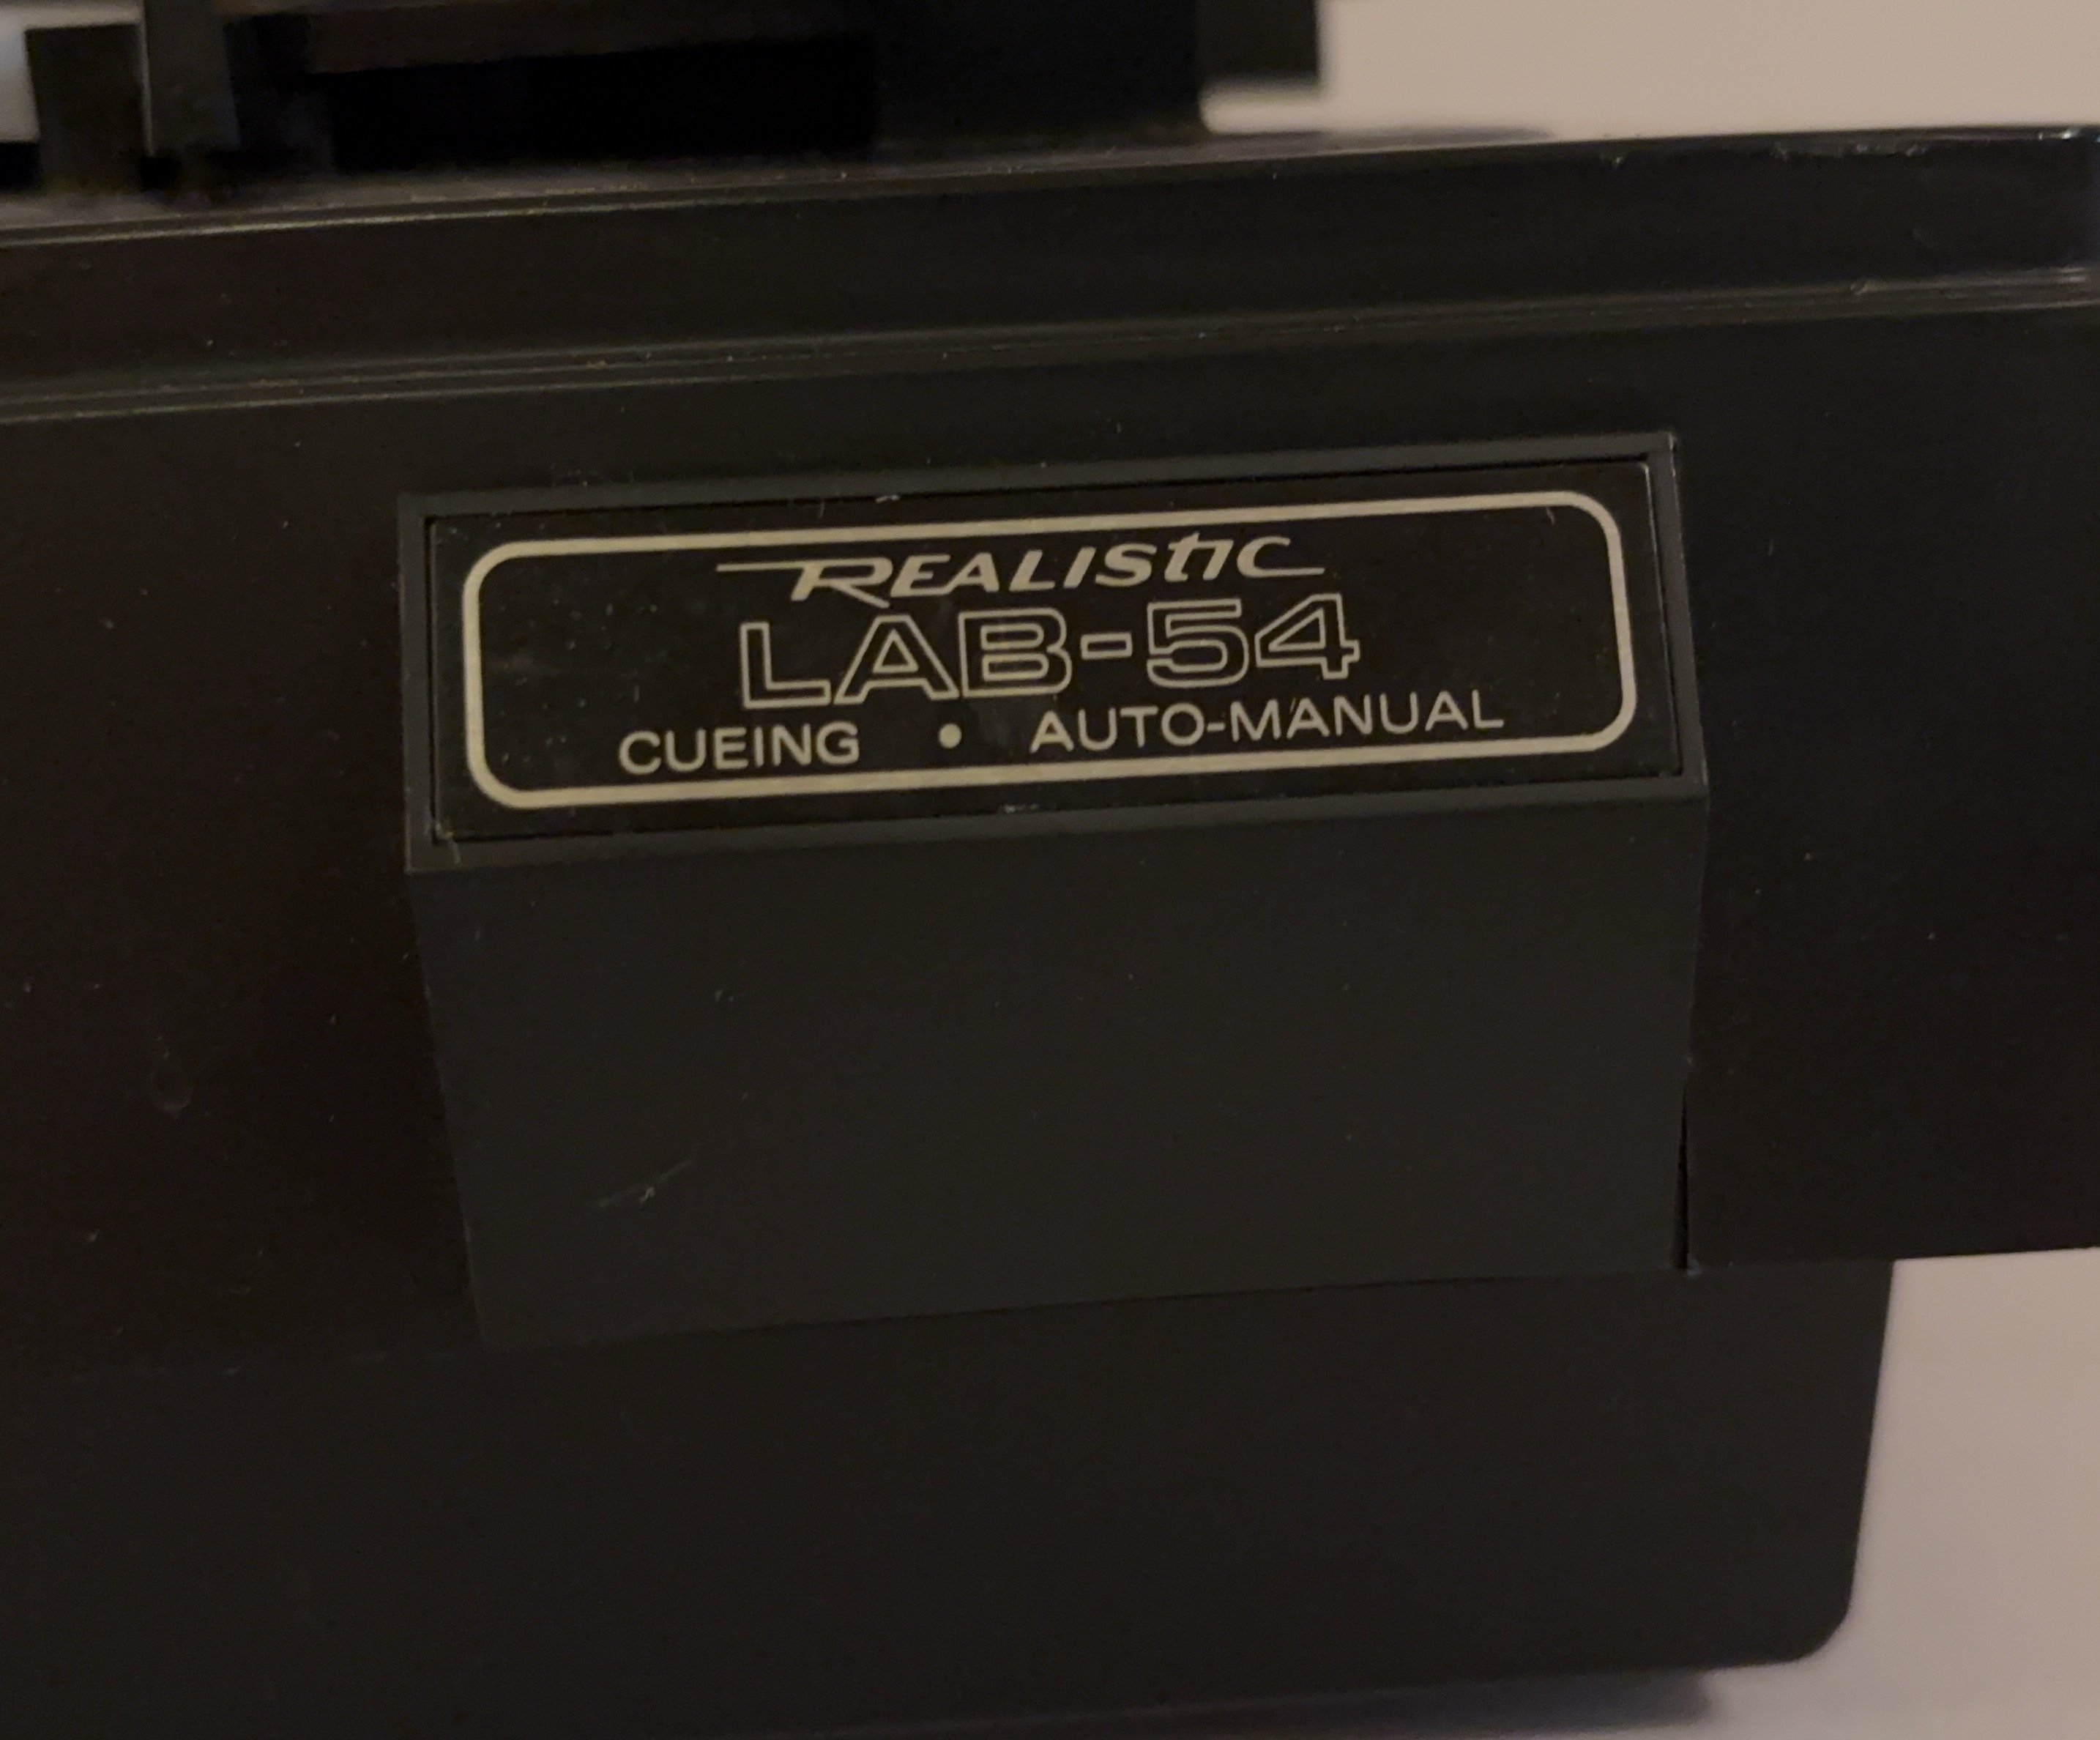 REALISTIC
LAB-54
CUEING • AUTO-MANUAL